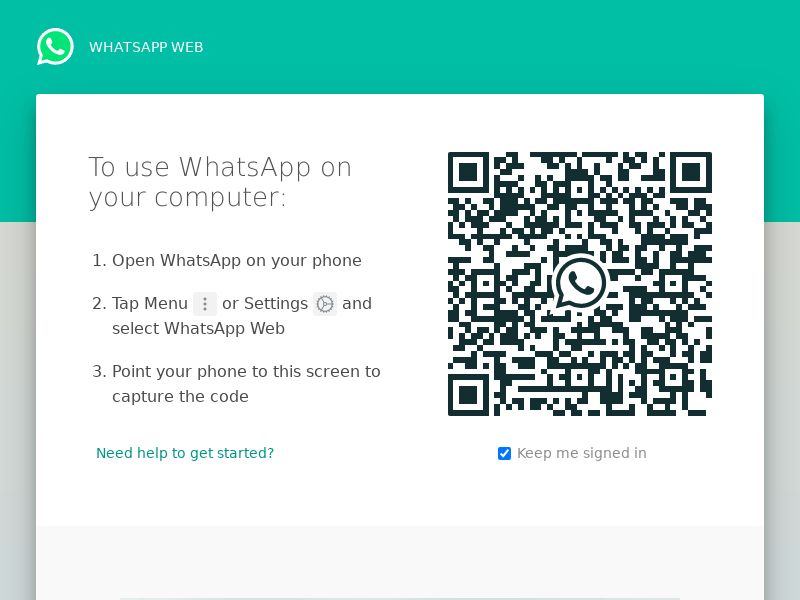 WHATSAPP WEB
To use WhatsApp on
your computer:
1. Open WhatsApp on your phone
2. Tap Menu or Settings and
select WhatsApp Web
3. Point your phone to this screen to
capture the code
Need help to get started?
Keep me signed in